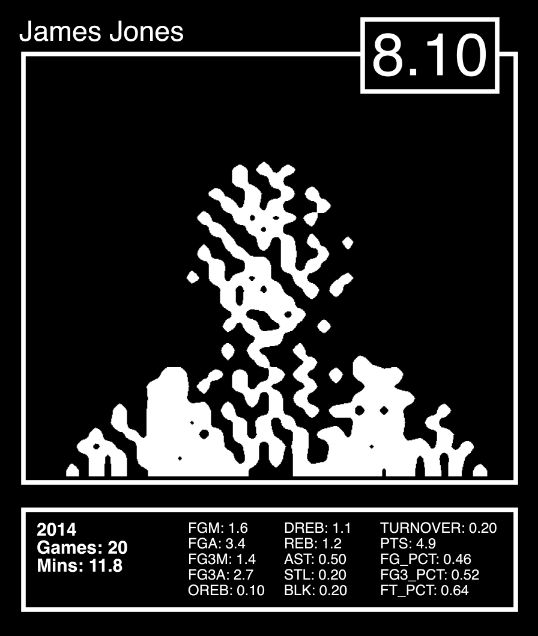 James Jones
8.10
2014
Games: 20
Mins: 11.8
FGM: 1.6
FGA: 3.4
FG3M: 1.4
FG3A: 2.7
OREB: 0.10
DREB: 1.1
REB: 1.2
AST: 0.50
STL: 0.20
BLK: 0.20
TURNOVER: 0.20
PTS: 4.9
FG_PCT: 0.46
FG3_PCT: 0.52
FT_PCT: 0.64